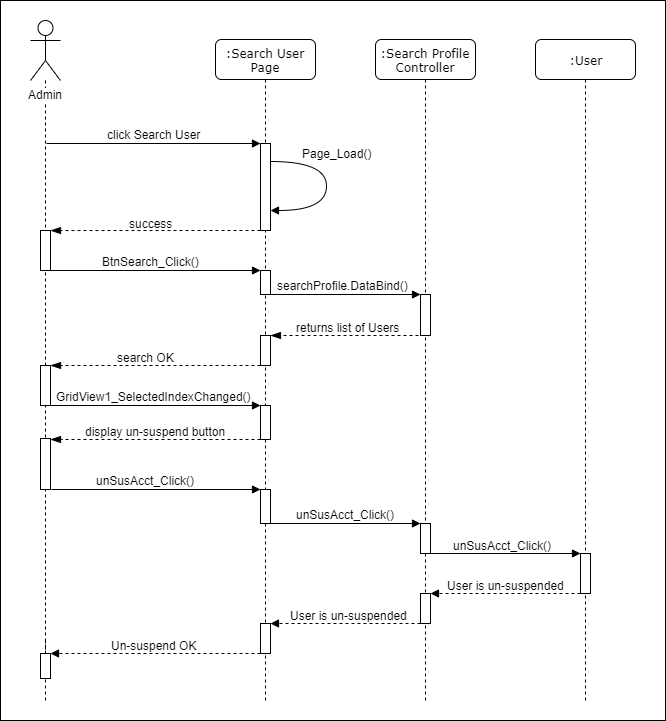 :Search User
Page
:Search Profile
Controller
:User
Admin
click Search User
Page_Load()
success
BtnSearch_Click()
searchProfile.DataBind()
returns list of Users
search OK
GridView1_SelectedIndexChanged()
display un-suspend button
unSusAcct_Click()
unSusAcct_Click()
unSusAcct_Click()
User is un-suspended
User is un-suspended
Un-suspend OK